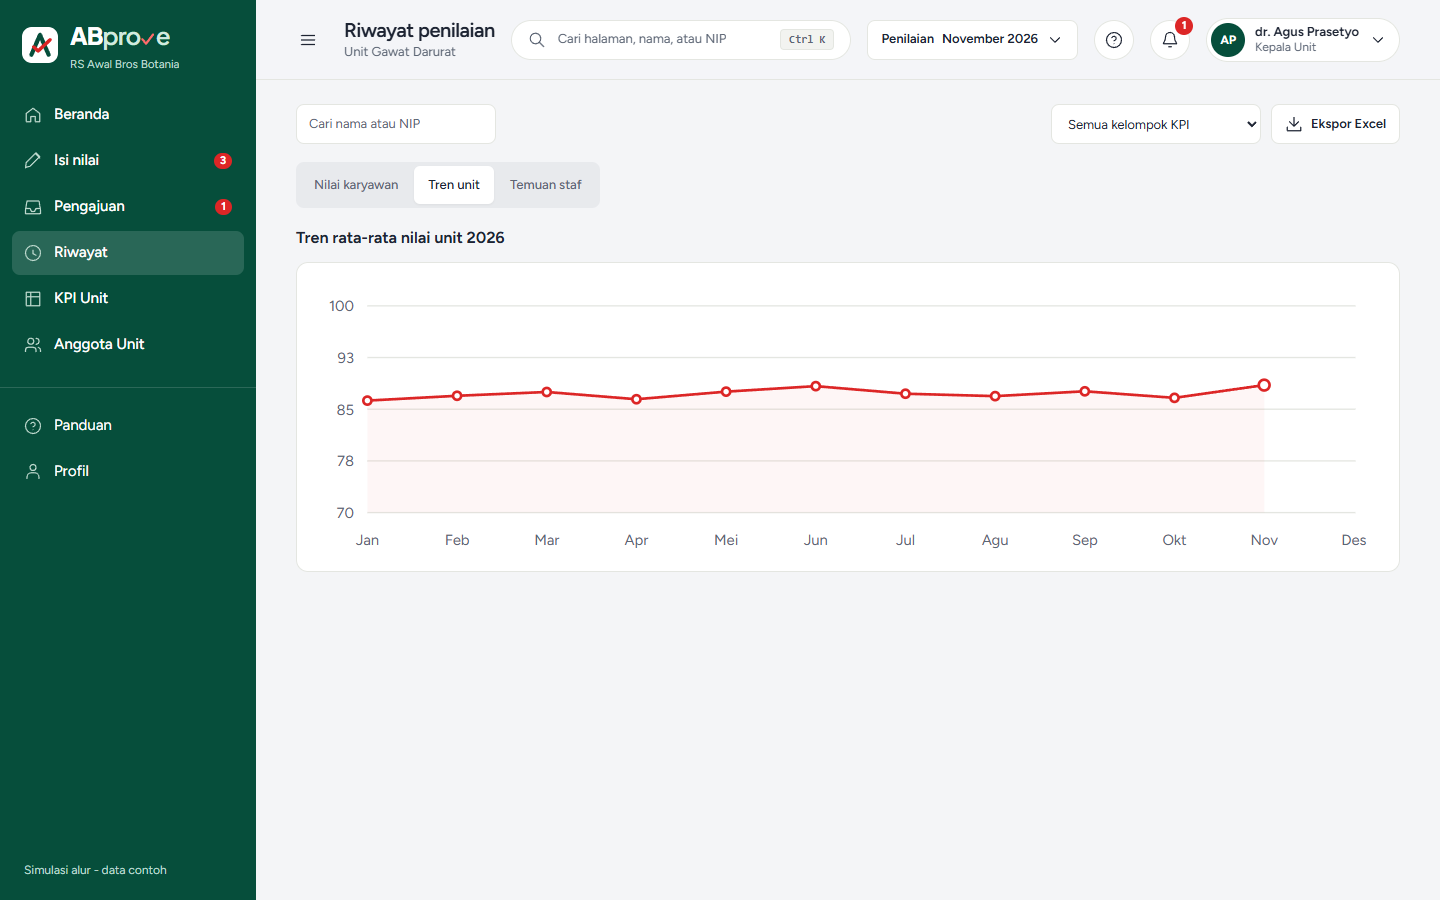 ABprove
RS Awal Bros Botania
Beranda
Isi nilai 3
Pengajuan 1
Riwayat
KPI Unit
Anggota Unit
Panduan
Profil
Simulasi alur - data contoh
Riwayat penilaian
Unit Gawat Darurat
Cari halaman, nama, atau NIP Ctrl K
Penilaian November 2026
1
AP
dr. Agus Prasetyo
Kepala Unit
Cari nama atau NIP
Semua kelompok KPI
Ekspor Excel
Nilai karyawan Tren unit Temuan staf
Tren rata-rata nilai unit 2026
100
93
85
78
70
Jan Feb Mar Apr Mei Jun Jul Agu Sep Okt Nov Des